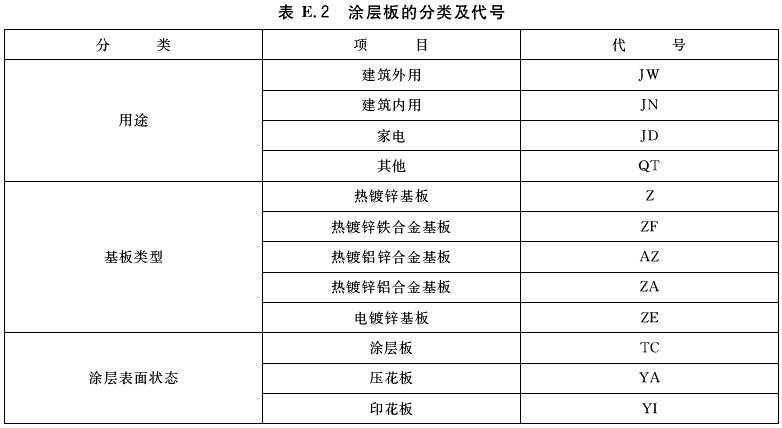 表 E.2 涂层板的分类及代号
分 类 项 目 代 号
用途 建筑外用 JW
建筑内用 JN
家电 JD
其他 QT
基板类型 热镀锌基板 Z
热镀锌铁合金基板 ZF
热镀铝锌合金基板 AZ
热镀锌铝合金基板 ZA
电镀锌基板 ZE
涂层表面状态 涂层板 TC
压花板 YA
印花板 YI